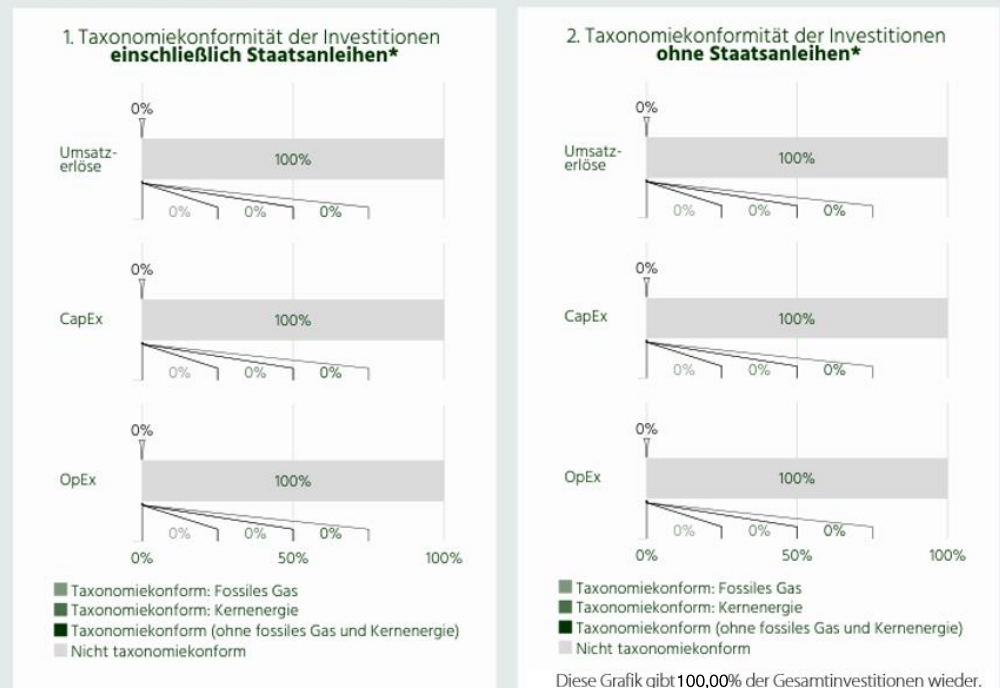 1. Taxonomiekonformität der Investitionen
einschließlich Staatsanleihen*
0%
Umsatz-
erlöse
100%
0% 0% 0%
0%
CapEx
100%
0% 0% 0%
0%
OpEx
100%
0% 0% 0%
0% 50% 100%
Taxonomiekonform: Fossiles Gas
Taxonomiekonform: Kernenergie
Taxonomiekonform (ohne fossiles Gas und Kernenergie)
Nicht taxonomiekonform
2. Taxonomiekonformität der Investitionen
ohne Staatsanleihen*
0%
Umsatz-
erlöse
100%
0% 0% 0%
0%
CapEx
100%
0% 0% 0%
0%
OpEx
100%
0% 0% 0%
0% 50% 100%
Taxonomiekonform: Fossiles Gas
Taxonomiekonform: Kernenergie
Taxonomiekonform (ohne fossiles Gas und Kernenergie)
Nicht taxonomiekonform
Diese Grafik gibt 100,00% der Gesamtinvestitionen wieder.